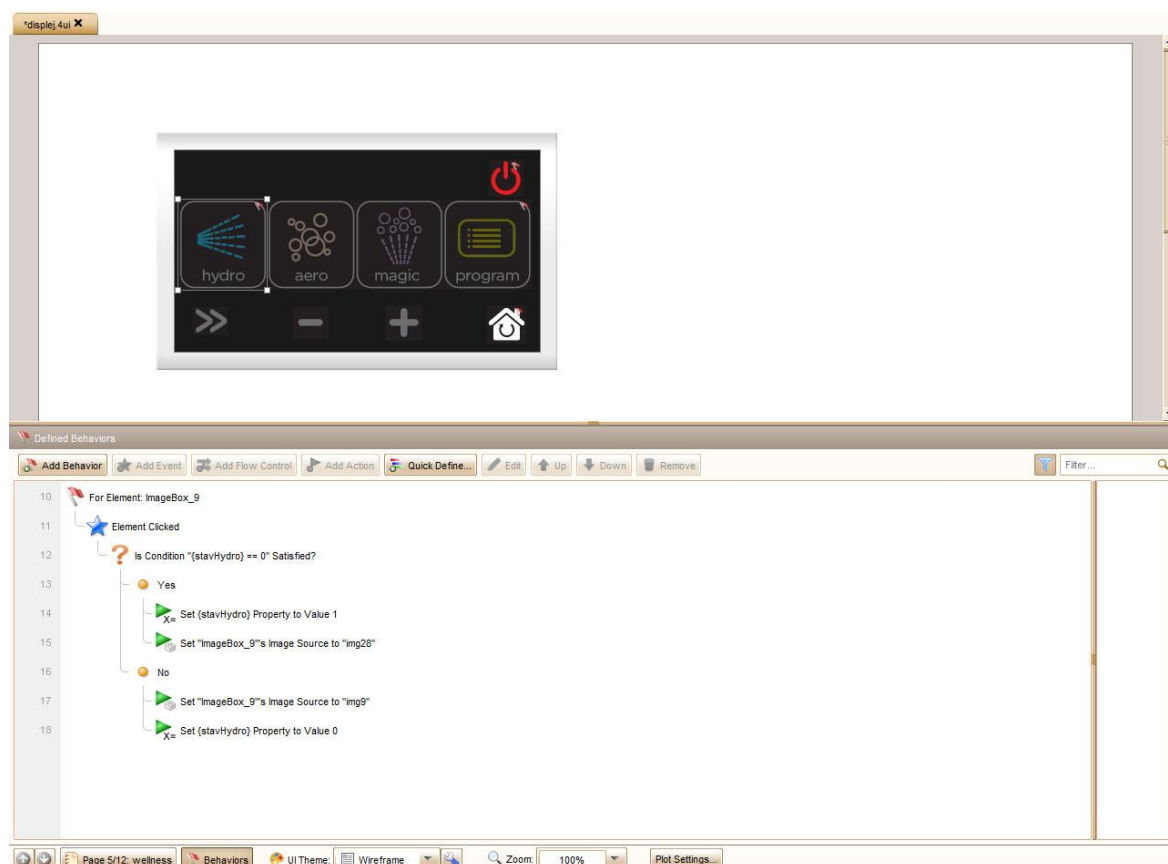 *displej.4ui
hydro aero magic program
Defined Behaviors
Add Behavior Add Event Add Flow Control Add Action Quick Define... Edit Up Down Remove Filter...
10 For Element: ImageBox_9
11 Element Clicked
12 Is Condition "{stavHydro} == 0" Satisfied?
13 Yes
14 X= Set {stavHydro} Property to Value 1
15 Set "ImageBox_9"'s Image Source to "img28"
16 No
17 Set "ImageBox_9"'s Image Source to "img9"
18 X= Set {stavHydro} Property to Value 0
Page 5/12: wellness Behaviors UI Theme: Wireframe Zoom: 100% Plot Settings...